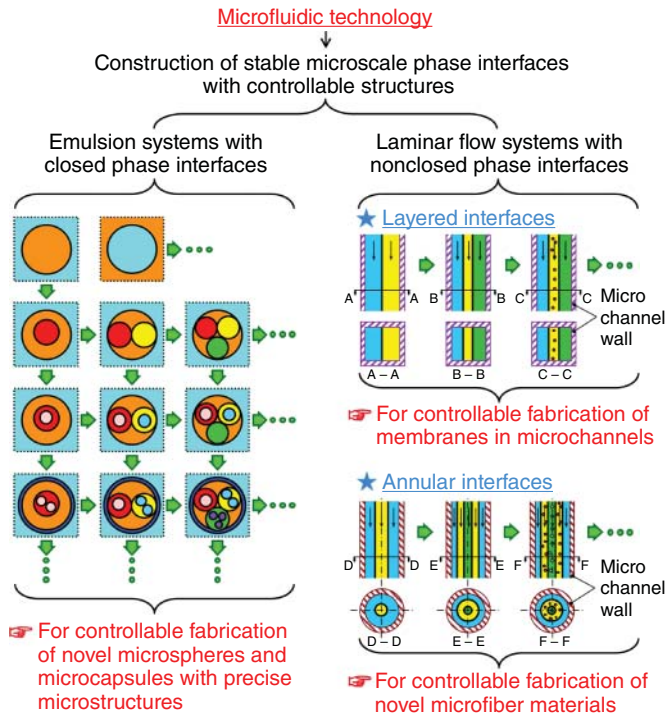 Microfluidic technology
Construction of stable microscale phase interfaces
with controllable structures
Emulsion systems with
closed phase interfaces
For controllable fabrication
of novel microspheres and
microcapsules with precise
microstructures
Laminar flow systems with
nonclosed phase interfaces
Layered interfaces
A A B B C C
Micro
channel
wall
A – A B – B C – C
For controllable fabrication of
membranes in microchannels
Annular interfaces
D D E E F F
Micro
channel
wall
D – D E – E F – F
For controllable fabrication of
novel microfiber materials